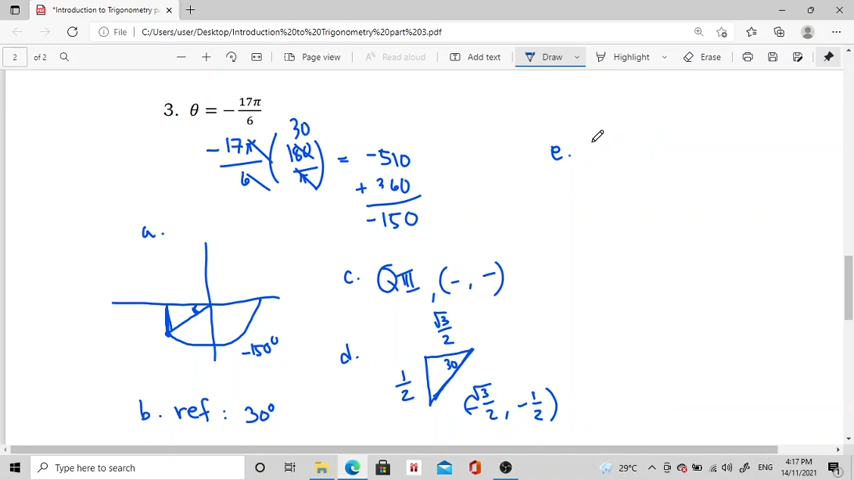 *Introduction to Trigonometry pa
File C:/Users/user/Desktop/Introduction%20to%20Trigonometry%20part%203.pdf
2 of 2 Page view Read aloud Add text Draw Highlight Erase
3. θ = − 17π/6
-17π/6 (180/π) 30 = -510
+360
-150
e.
a.
-150°
b. ref: 30°
c. QIII, (-, -)
d.
√3/2
30
1/2
(-√3/2, -1/2)
Type here to search
29°C
ENG
4:17 PM
14/11/2021